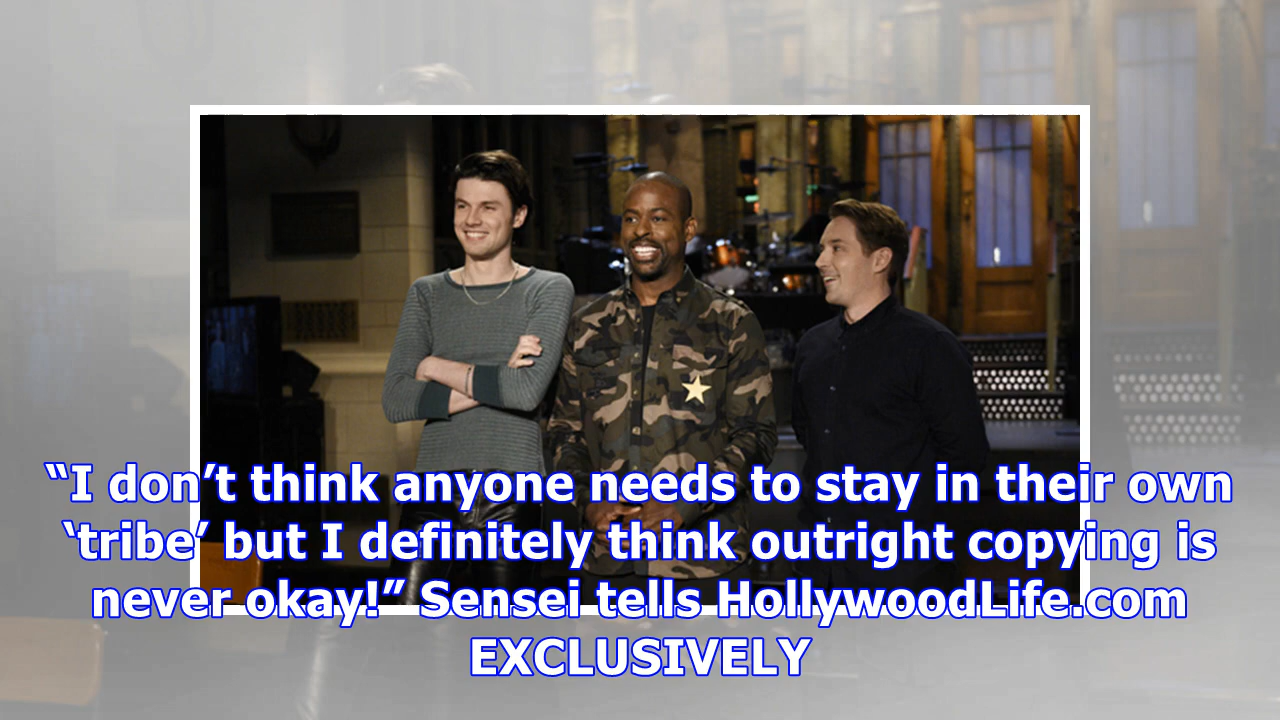 “I don’t think anyone needs to stay in their own
‘tribe’ but I definitely think outright copying is
never okay!” Sensei tells HollywoodLife.com
EXCLUSIVELY